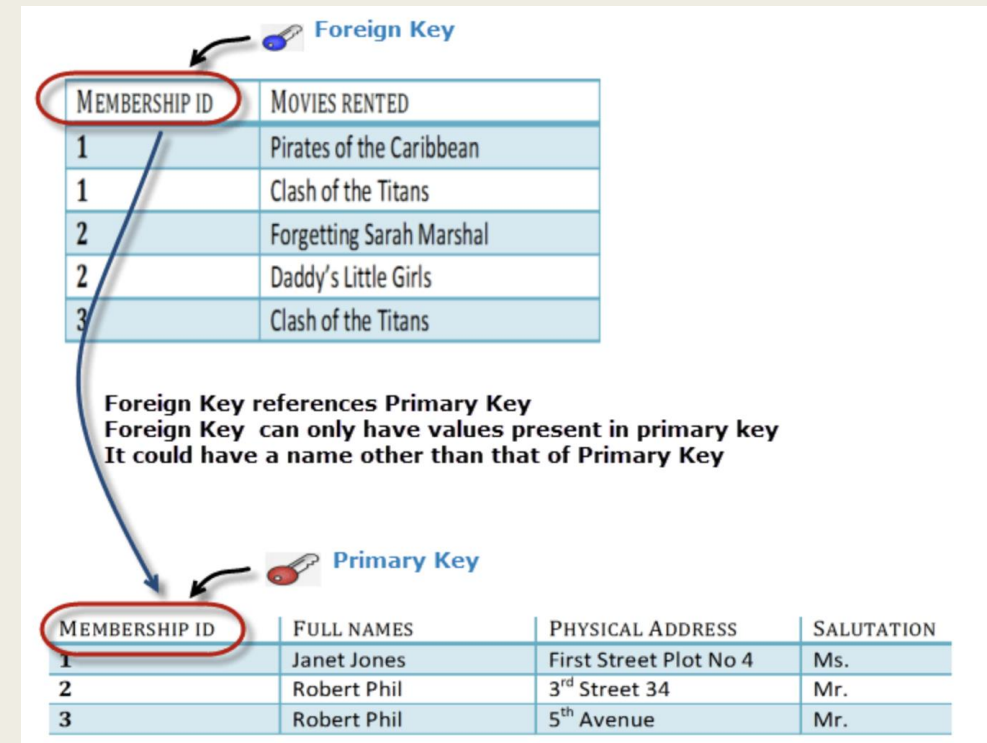 Foreign Key
MEMBERSHIP ID MOVIES RENTED
1 Pirates of the Caribbean
1 Clash of the Titans
2 Forgetting Sarah Marshal
2 Daddy's Little Girls
3 Clash of the Titans
Foreign Key references Primary Key
Foreign Key can only have values present in primary key
It could have a name other than that of Primary Key
Primary Key
MEMBERSHIP ID FULL NAMES PHYSICAL ADDRESS SALUTATION
1 Janet Jones First Street Plot No 4 Ms.
2 Robert Phil 3rd Street 34 Mr.
3 Robert Phil 5th Avenue Mr.